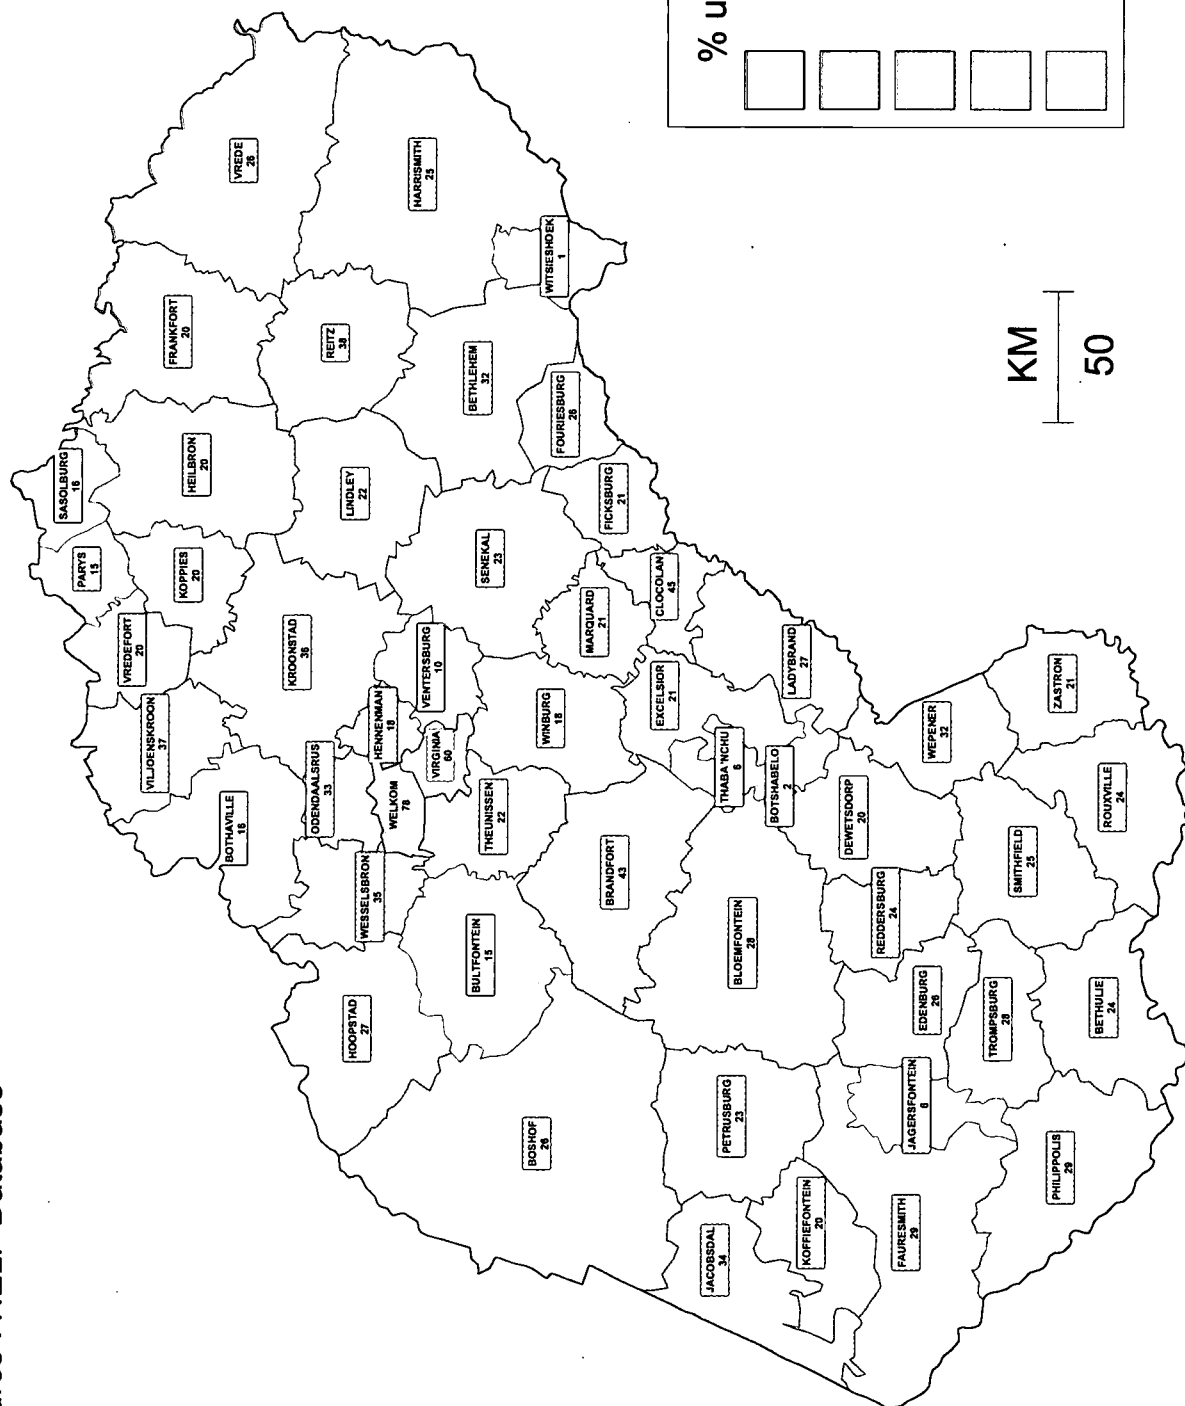 VREDE
26
HARRISMITH
25
WITSIESHOEK
1
FRANKFORT
20
REITZ
38
BETHLEHEM
32
FOURIESBURG
26
SASOLBURG
16
HEILBRON
20
LINDLEY
22
FICKSBURG
21
PARYS
15
KOPPIES
20
SENEKAL
23
CLOCOLAN
45
VREDEFORT
20
KROONSTAD
36
VENTERSBURG
10
MARQUARD
21
LADYBRAND
27
VILJOENSKROON
37
HENNENMAN
18
VIRGINIA
60
WINBURG
18
EXCELSIOR
21
ZASTRON
21
BOTHAVILLE
16
ODENDAALSRUS
33
WELKOM
78
THEUNISSEN
22
THABA 'NCHU
6
BOTSHABELO
2
WEPENER
32
WESSELSBRON
35
BRANDFORT
43
DEWETSDORP
20
ROUXVILLE
24
SMITHFIELD
25
HOOPSTAD
27
BULTFONTEIN
15
BLOEMFONTEIN
28
REDDERSBURG
24
EDENBURG
26
TROMPSBURG
28
BETHULIE
24
BOSHOF
26
PETRUSBURG
23
JAGERSFONTEIN
6
PHILIPPOLIS
29
JACOBSDAL
34
KOFFIEFONTEIN
20
FAURESMITH
29
KM
50
% u